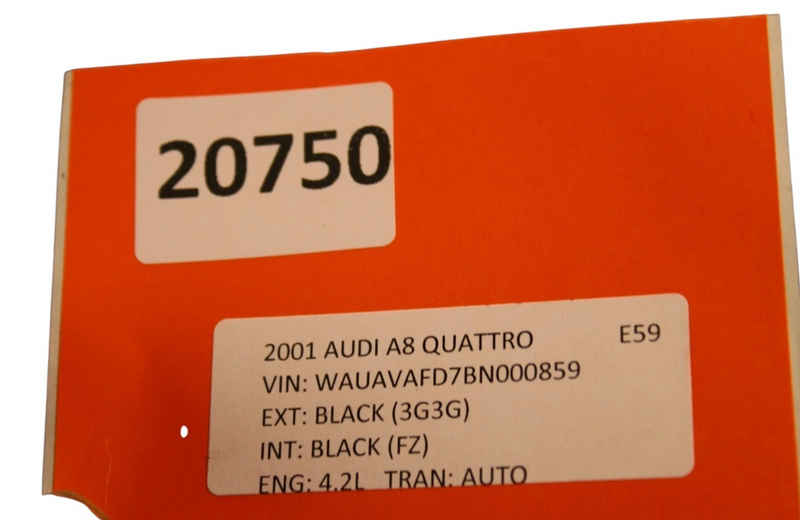 20750
2001 AUDI A8 QUATTRO E59
VIN: WAUAVAFD7BN000859
EXT: BLACK (3G3G)
INT: BLACK (FZ)
ENG: 4.2L TRAN: AUTO